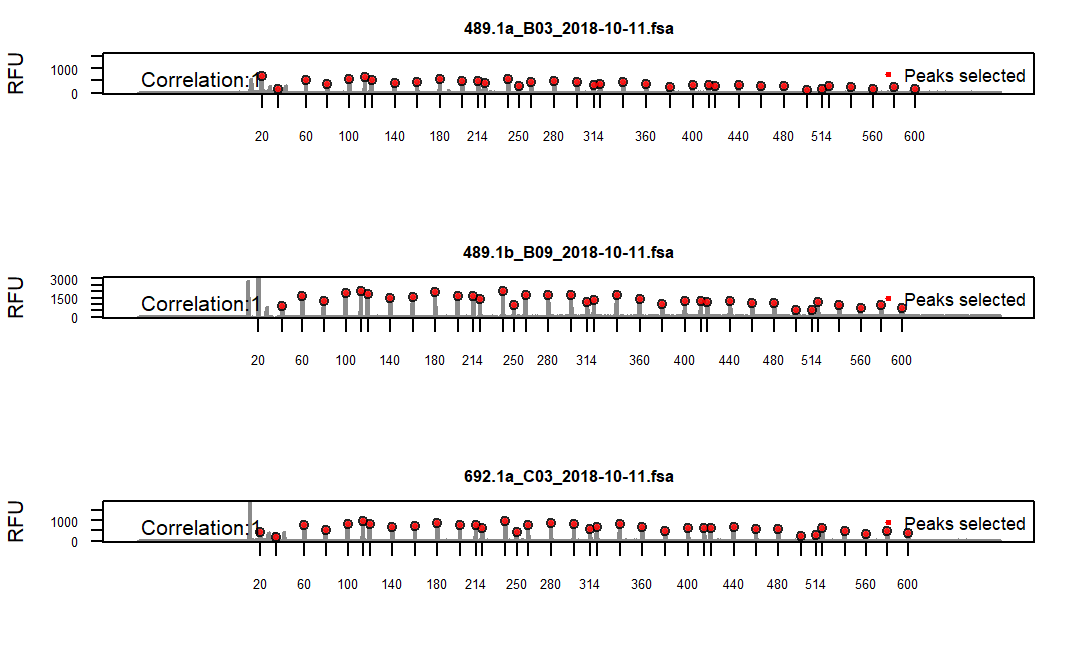 489.1a_B03_2018-10-11.fsa
RFU
1000
0
Correlation:1
Peaks selected
20 60 100 140 180 214 250 280 314 360 400 440 480 514 560 600
489.1b_B09_2018-10-11.fsa
RFU
3000
1500
0
Correlation:1
Peaks selected
20 60 100 140 180 214 250 280 314 360 400 440 480 514 560 600
692.1a_C03_2018-10-11.fsa
RFU
1000
0
Correlation:1
Peaks selected
20 60 100 140 180 214 250 280 314 360 400 440 480 514 560 600